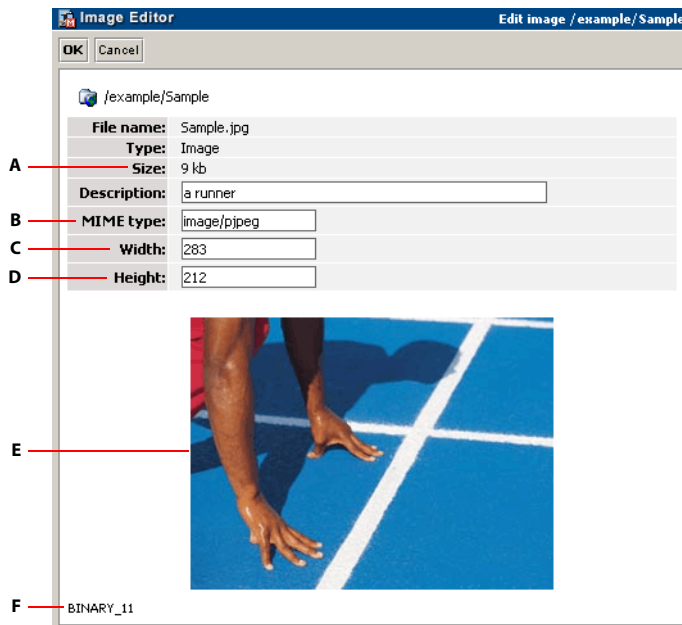 Image Editor Edit image /example/Sample
OK Cancel
/example/Sample
File name: Sample.jpg
Type: Image
A Size: 9 kb
Description: a runner
B MIME type: image/pjpeg
C Width: 283
D Height: 212
E
F BINARY_11